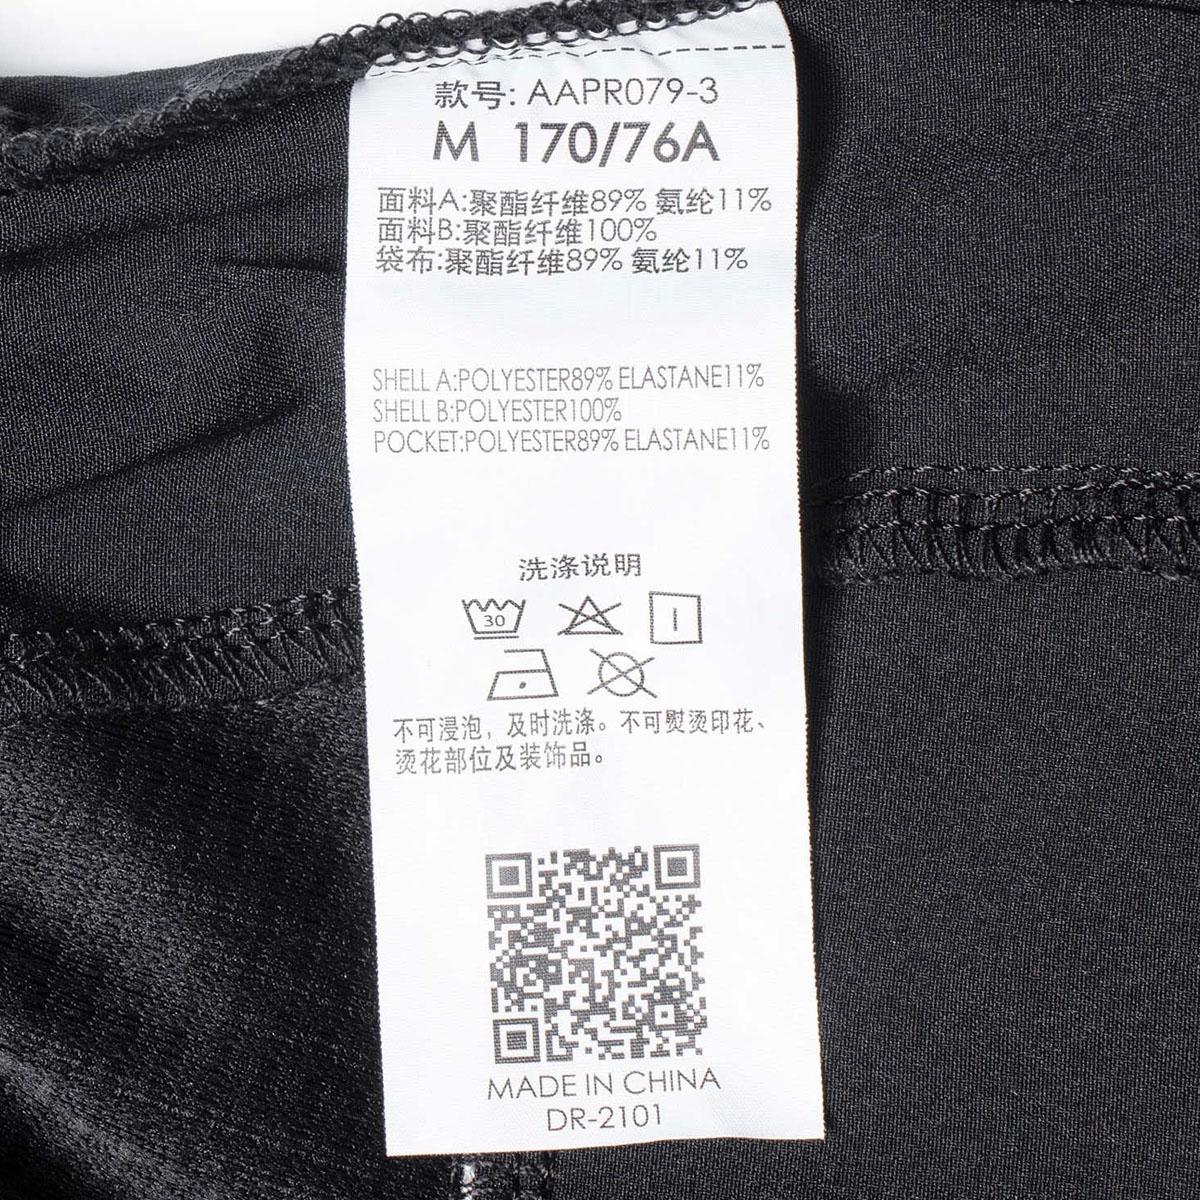 款号: AAPR079-3
M 170/76A
面料A:聚酯纤维89% 氨纶11%
面料B:聚酯纤维100%
袋布:聚酯纤维89% 氨纶11%
SHELL A:POLYESTER89% ELASTANE11%
SHELL B:POLYESTER100%
POCKET:POLYESTER89% ELASTANE11%
洗涤说明
30
不可浸泡，及时洗涤。不可熨烫印花、
烫花部位及装饰品。
MADE IN CHINA
DR-2101